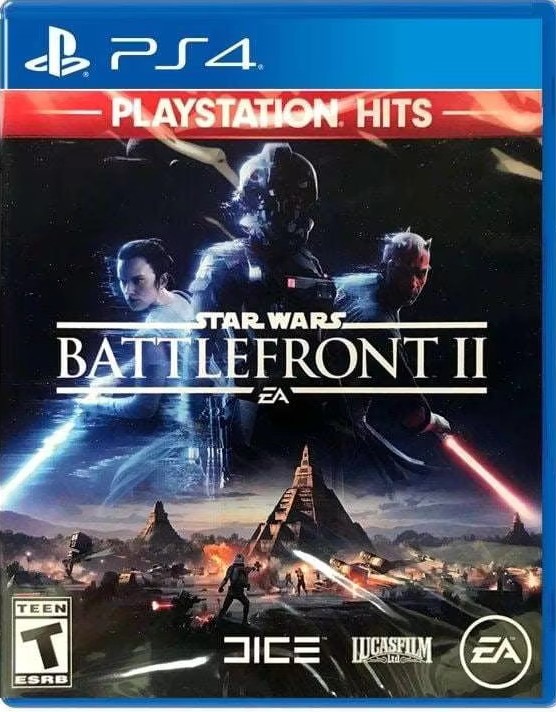 PS4
PLAYSTATION HITS
STAR WARS
BATTLEFRONT II
EA
TEEN
T
ESRB
DICE
LUCASFILM
Ltd
EA